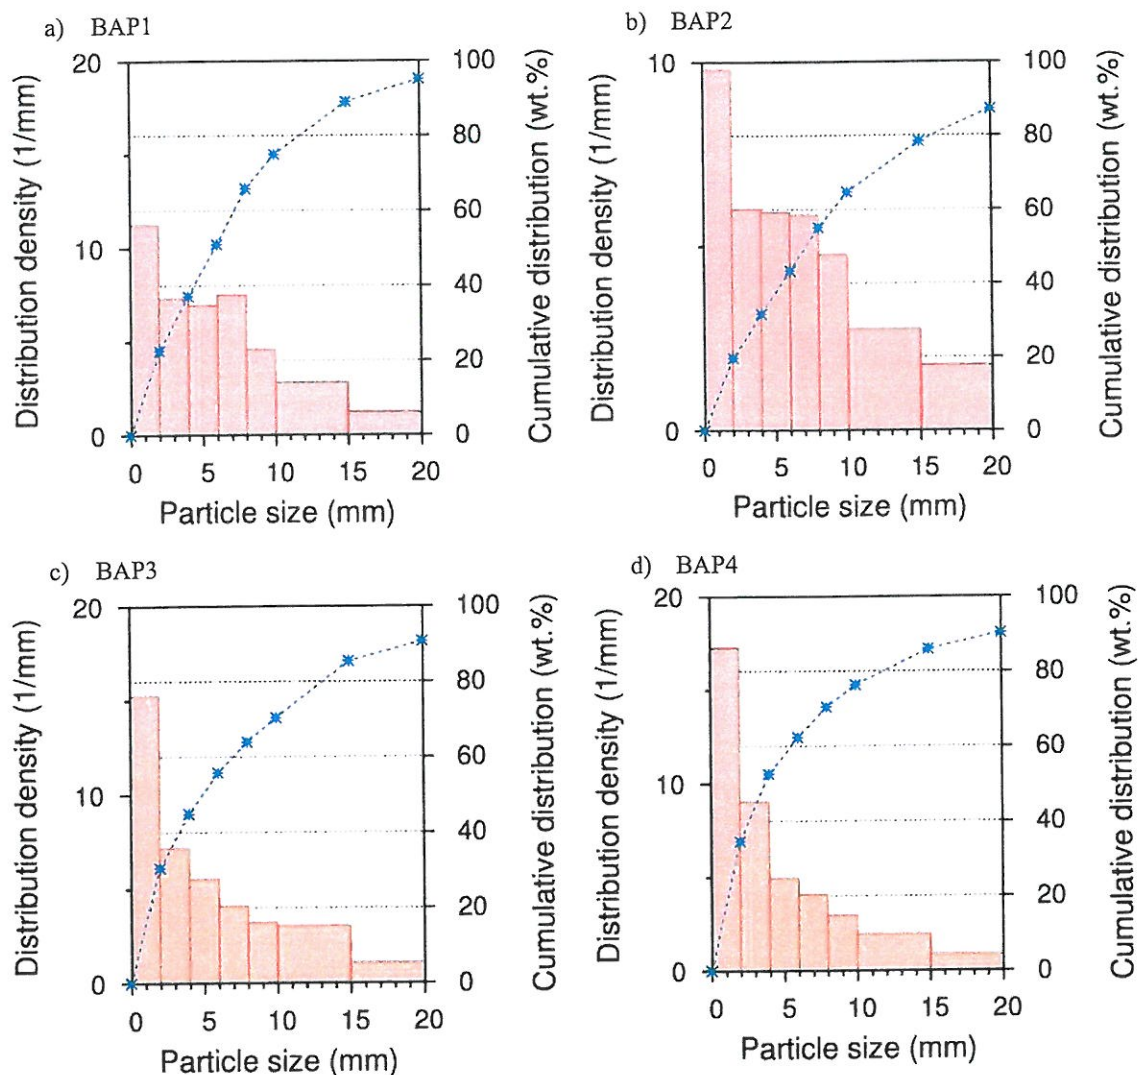 a) BAP1
20
10
0
Distribution density (1/mm)
100
80
60
40
20
0
Cumulative distribution (wt.%)
0 5 10 15 20
Particle size (mm)
b) BAP2
10
0
Distribution density (1/mm)
100
80
60
40
20
0
Cumulative distribution (wt.%)
0 5 10 15 20
Particle size (mm)
c) BAP3
20
10
0
Distribution density (1/mm)
100
80
60
40
20
0
Cumulative distribution (wt.%)
0 5 10 15 20
Particle size (mm)
d) BAP4
20
10
0
Distribution density (1/mm)
100
80
60
40
20
0
Cumulative distribution (wt.%)
0 5 10 15 20
Particle size (mm)